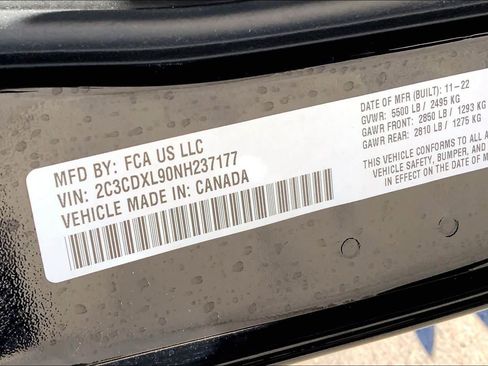 MFD BY: FCA US LLC
VIN: 2C3CDXL90NH237177
VEHICLE MADE IN: CANADA
DATE OF MFR (BUILT): 11-22
GVWR: 5500 LB / 2495 KG
GAWR FRONT: 2850 LB / 1293 KG
GAWR REAR: 2810 LB / 1275 KG
THIS VEHICLE CONFORMS TO ALL
VEHICLE SAFETY, BUMPER, AND
EFFECT ON THE DATE OF